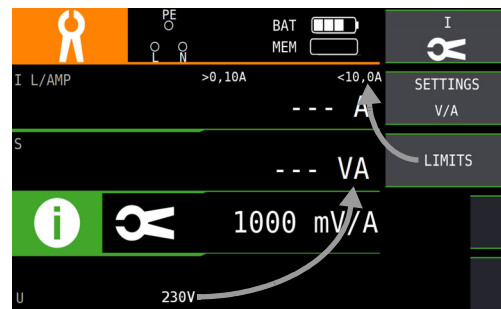 PE
BAT
MEM
L N
I
I L/AMP >0,10A <10,0A
--- A
SETTINGS
V/A
S
--- VA
LIMITS
i
1000 mV/A
U 230V